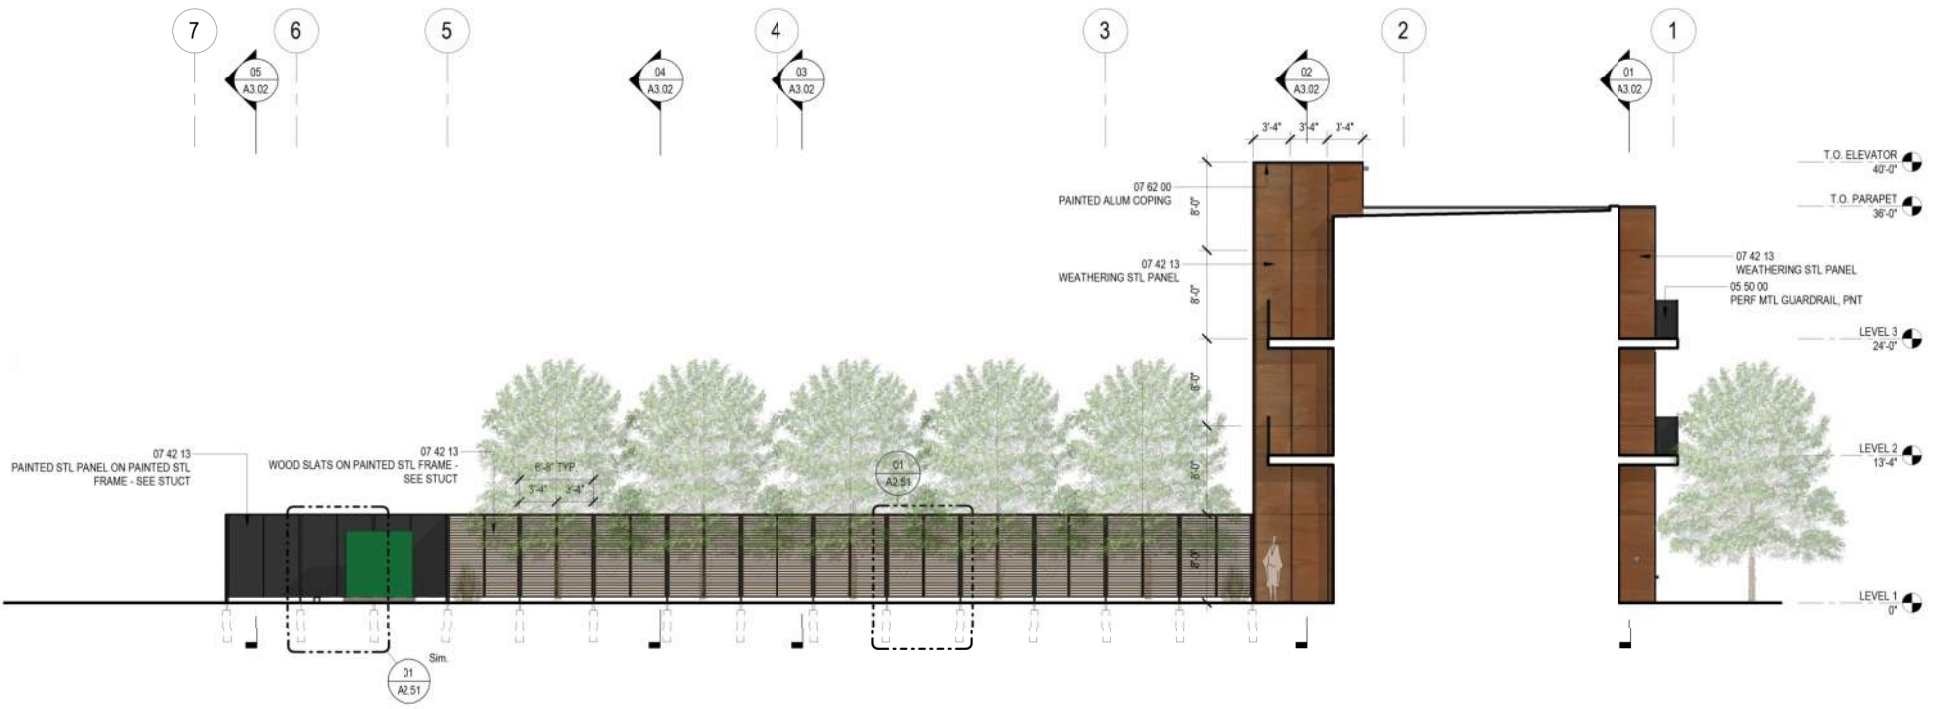 7
6
5
4
3
2
1
05
A3.02
04
A3.02
03
A3.02
02
A3.02
01
A3.02
3'-4"
3'-4"
3'-4"
T.O. ELEVATOR
40'-0"
07 62 00
PAINTED ALUM COPING
8'-0"
T.O. PARAPET
36'-0"
07 42 13
WEATHERING STL PANEL
07 42 13
WEATHERING STL PANEL
05 50 00
PERF MTL GUARDRAIL, PNT
8'-0"
LEVEL 3
24'-0"
8'-0"
07 42 13
PAINTED STL PANEL ON PAINTED STL
FRAME - SEE STUCT
07 42 13
WOOD SLATS ON PAINTED STL FRAME -
SEE STUCT
6'-8" TYP.
3'-4"
3'-4"
01
A2.51
8'-0"
LEVEL 2
13'-4"
8'-0"
LEVEL 1
0"
Sim.
01
A2.51